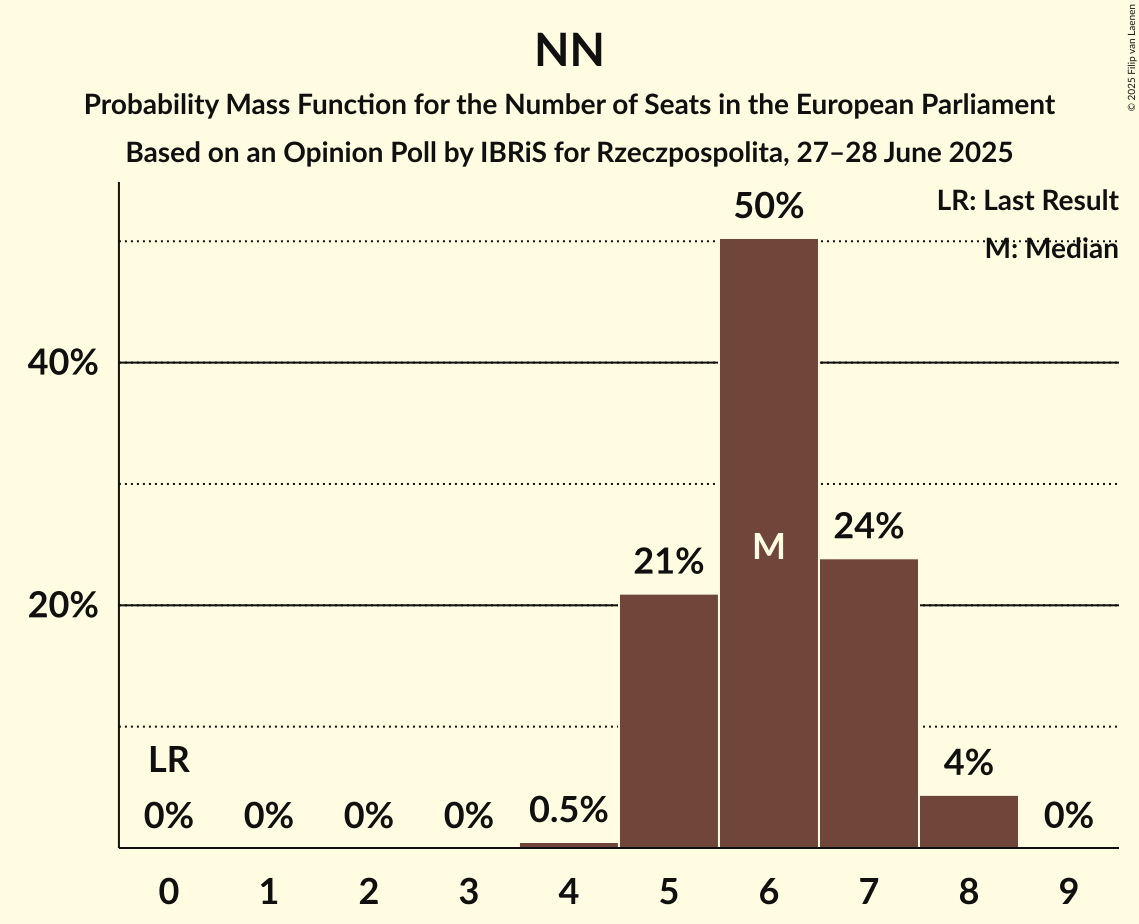 NN
Probability Mass Function for the Number of Seats in the European Parliament
Based on an Opinion Poll by IBRiS for Rzeczpospolita, 27–28 June 2025
© 2025 Filip van Laenen
LR: Last Result
M: Median
50%
40%
24%
21%
M
20%
LR
4%
0% 0% 0% 0% 0.5% 0%
0 1 2 3 4 5 6 7 8 9